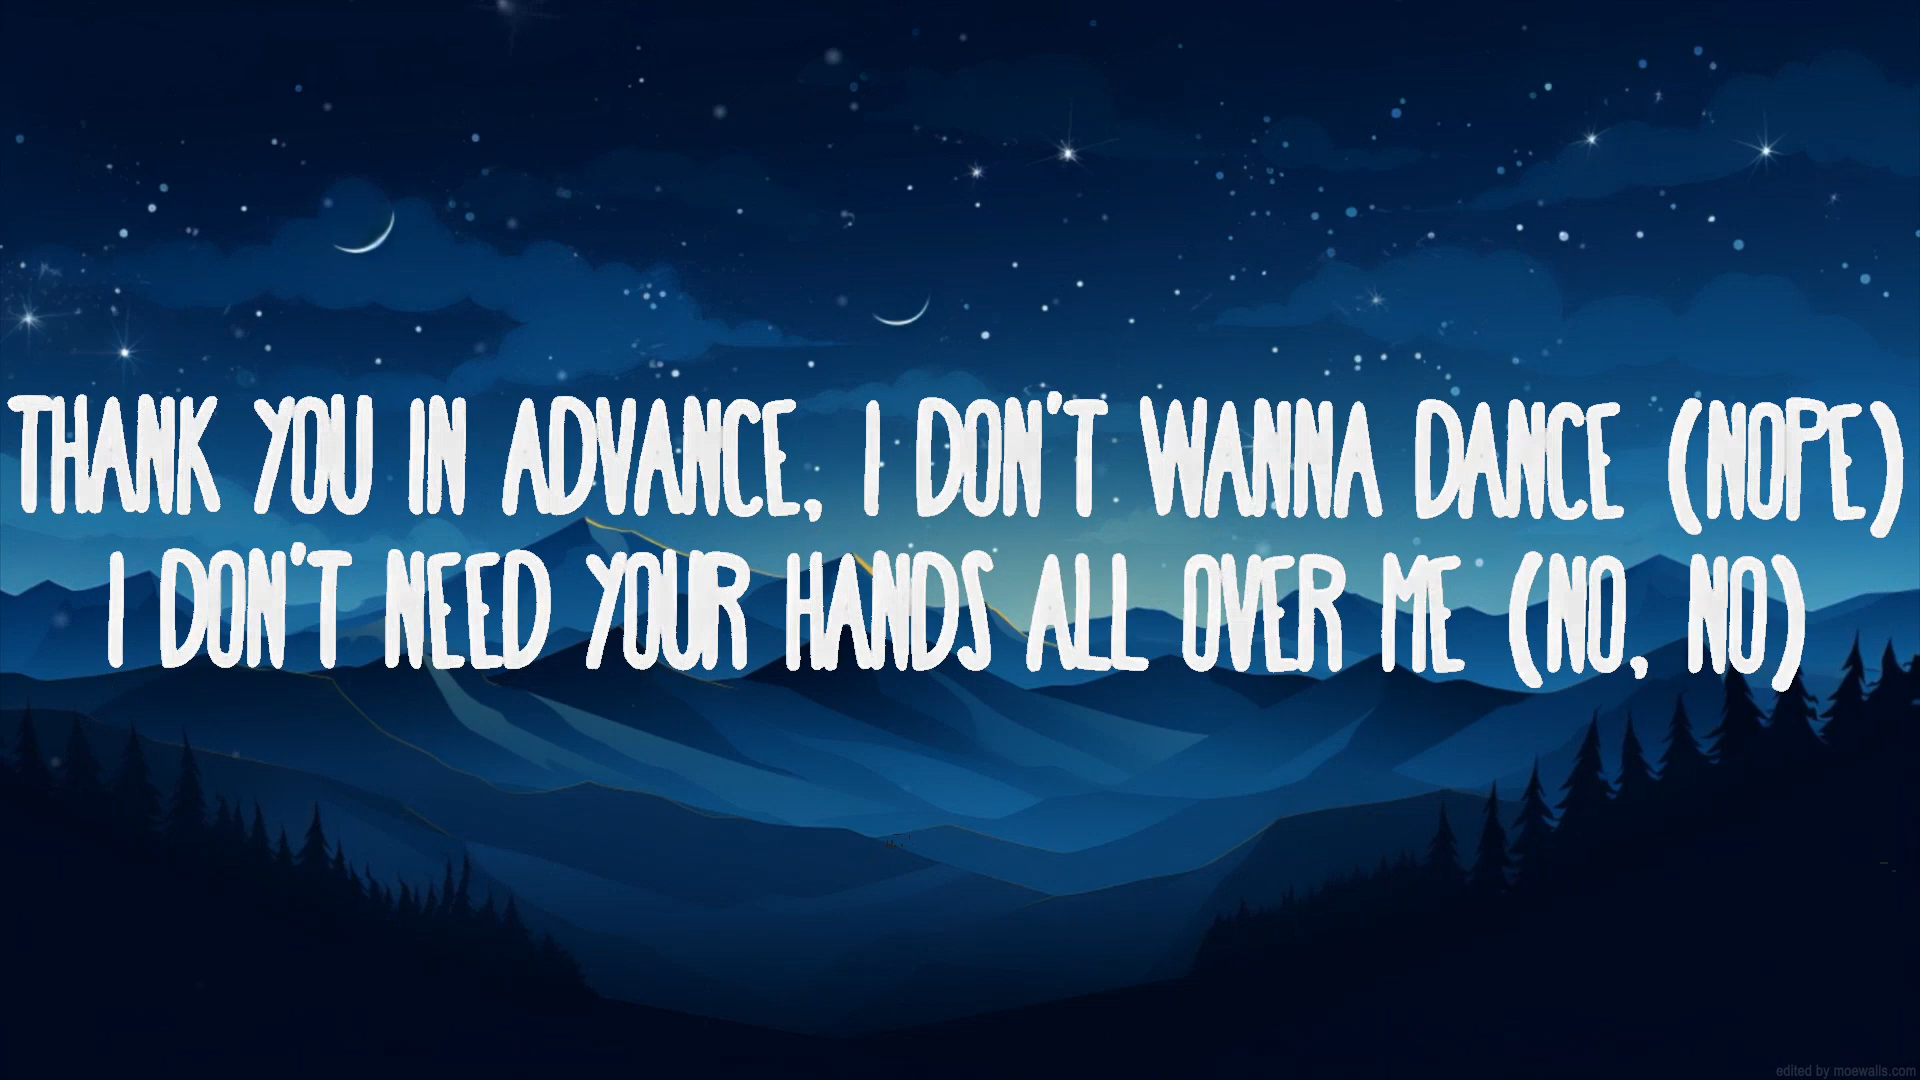 THANK YOU IN ADVANCE, I DON'T WANNA DANCE (NOPE)
I DON'T NEED YOUR HANDS ALL OVER ME (NO, NO)
edited by moewalls.com